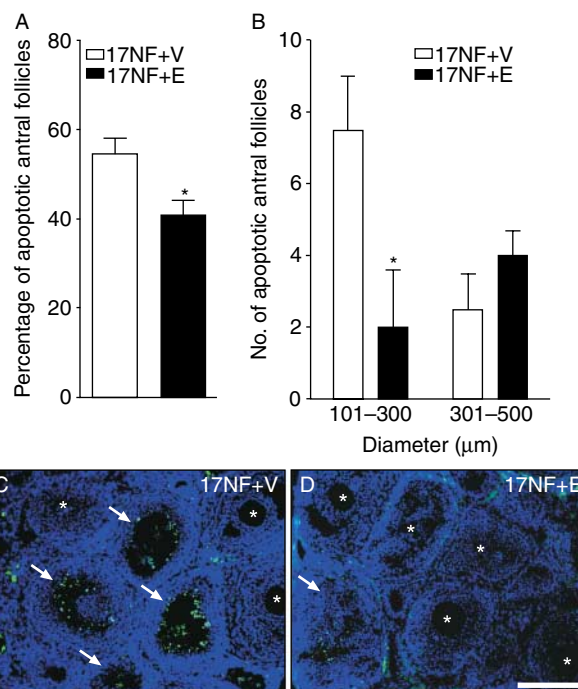 A
Percentage of apoptotic antral follicles
80
60
40
20
0
17NF+V
17NF+E
*
B
No. of apoptotic antral follicles
10
8
6
4
2
0
17NF+V
17NF+E
*
101–300
301–500
Diameter (μm)
C
17NF+V
*
*
*
D
17NF+E
*
*
*
*
*